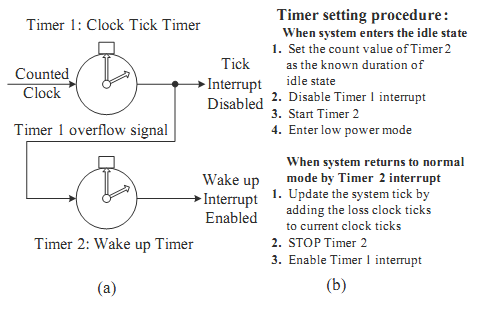 Timer 1: Clock Tick Timer
Counted
Clock
Tick
Interrupt
Disabled
Timer 1 overflow signal
Wake up
Interrupt
Enabled
Timer 2: Wake up Timer
(a)
Timer setting procedure:
When system enters the idle state
1. Set the count value of Timer2
as the known duration of
idle state
2. Disable Timer 1 interrupt
3. Start Timer 2
4. Enter low power mode
When system returns to normal
mode by Timer 2 interrupt
1. Update the system tick by
adding the loss clock ticks
to current clock ticks
2. STOP Timer 2
3. Enable Timer 1 interrupt
(b)